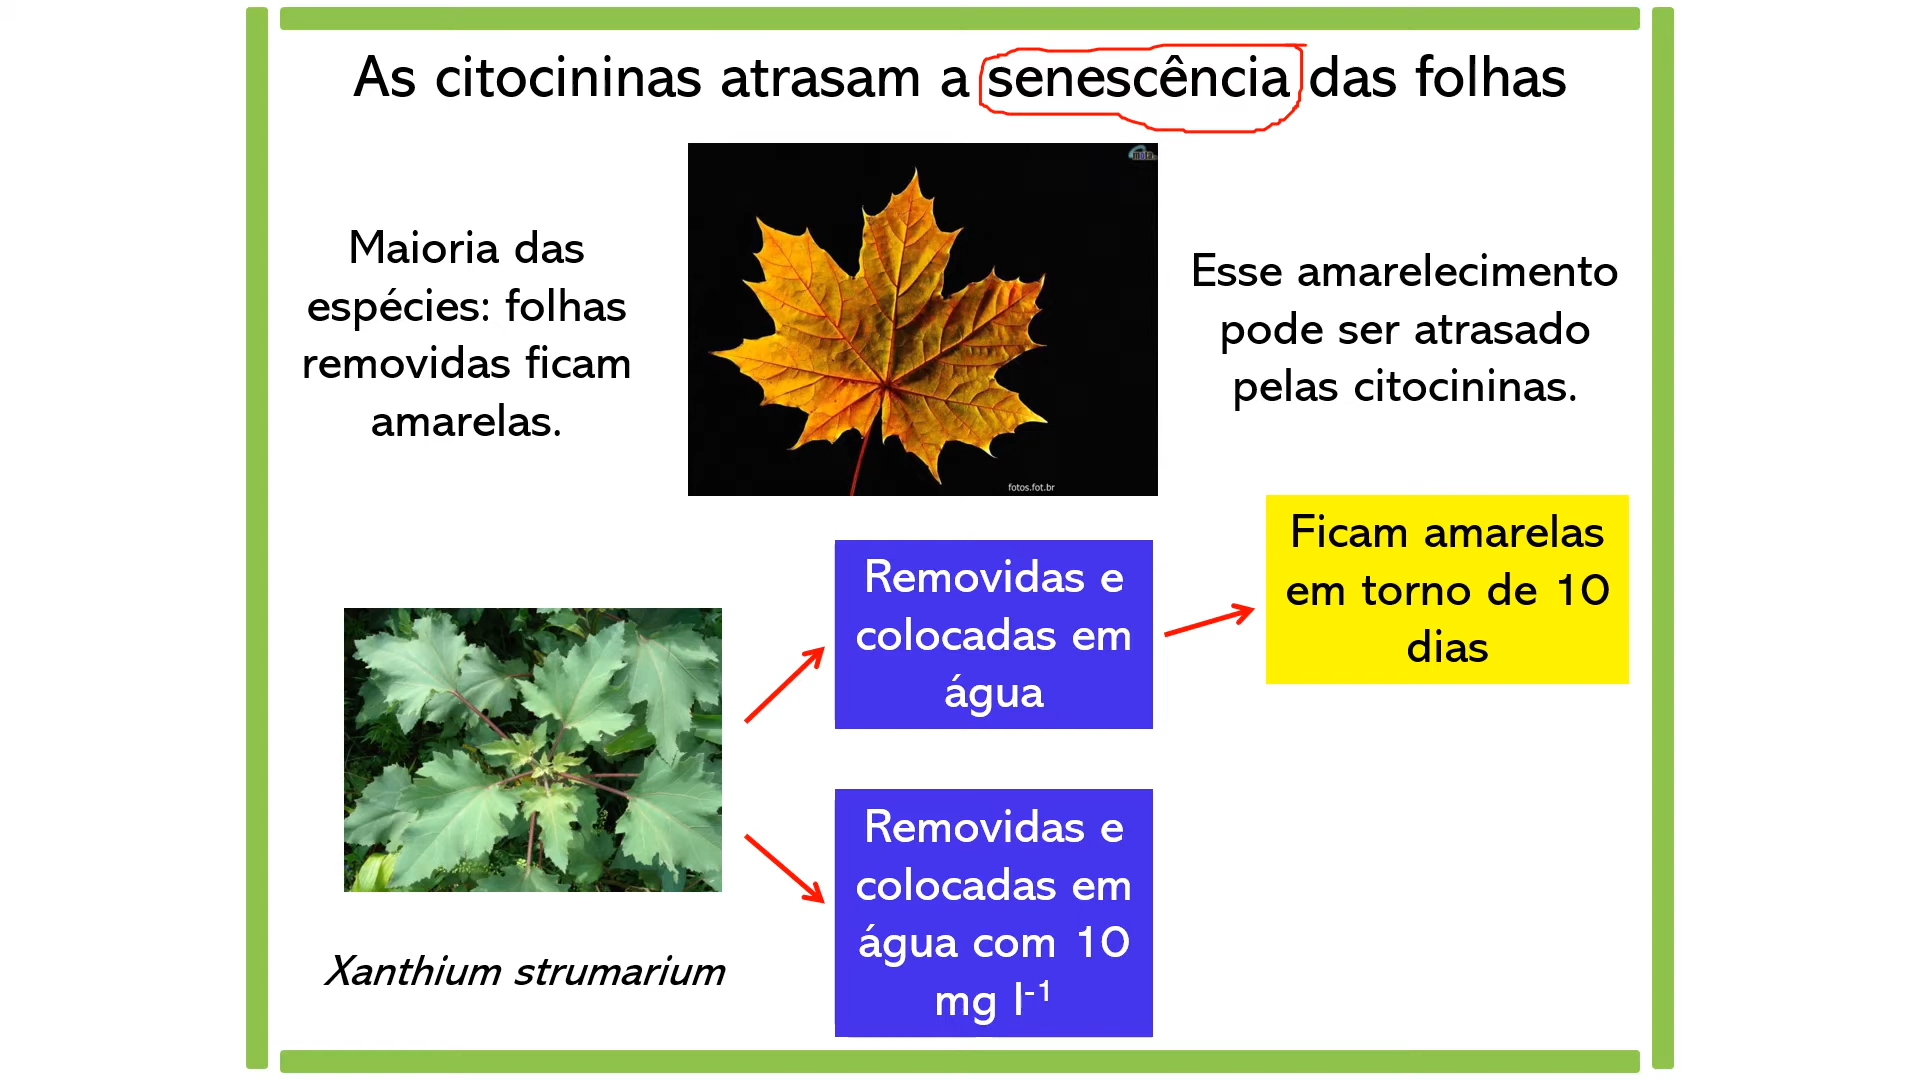 As citocininas atrasam a senescência das folhas
Maioria das
espécies: folhas
removidas ficam
amarelas.
fotos.fot.br
Esse amarelecimento
pode ser atrasado
pelas citocininas.
Removidas e
colocadas em
água
Ficam amarelas
em torno de 10
dias
Removidas e
colocadas em
água com 10
mg l⁻¹
Xanthium strumarium